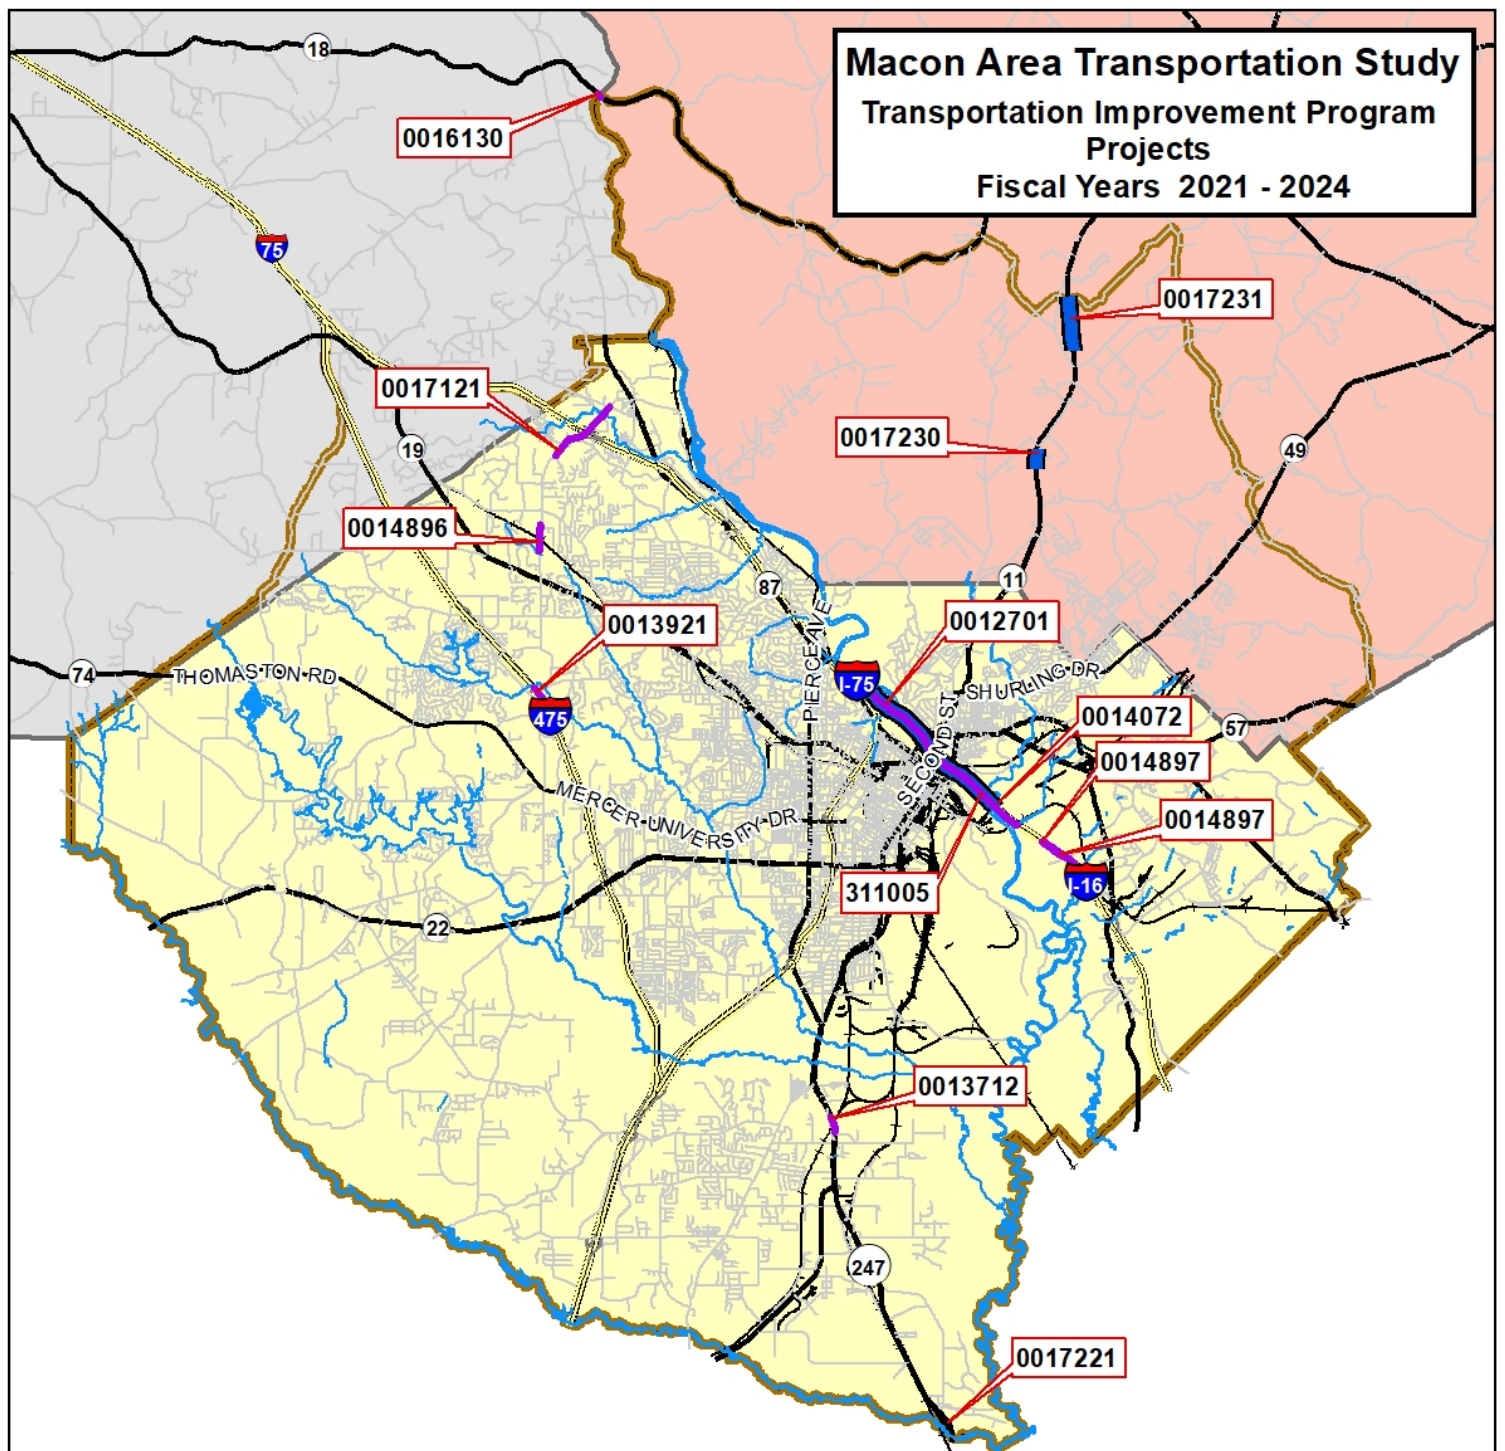 Macon Area Transportation Study
Transportation Improvement Program
Projects
Fiscal Years 2021 - 2024
18
0016130
75
0017231
0017121
0017230
19
49
0014896
11
87
0013921
0012701
PIERCE AVE
74
THOMASTON RD
I-75
SHURLING DR
475
SECOND ST
0014072
57
0014897
MERCER UNIVERSITY DR
0014897
311005
I-16
22
0013712
247
0017221